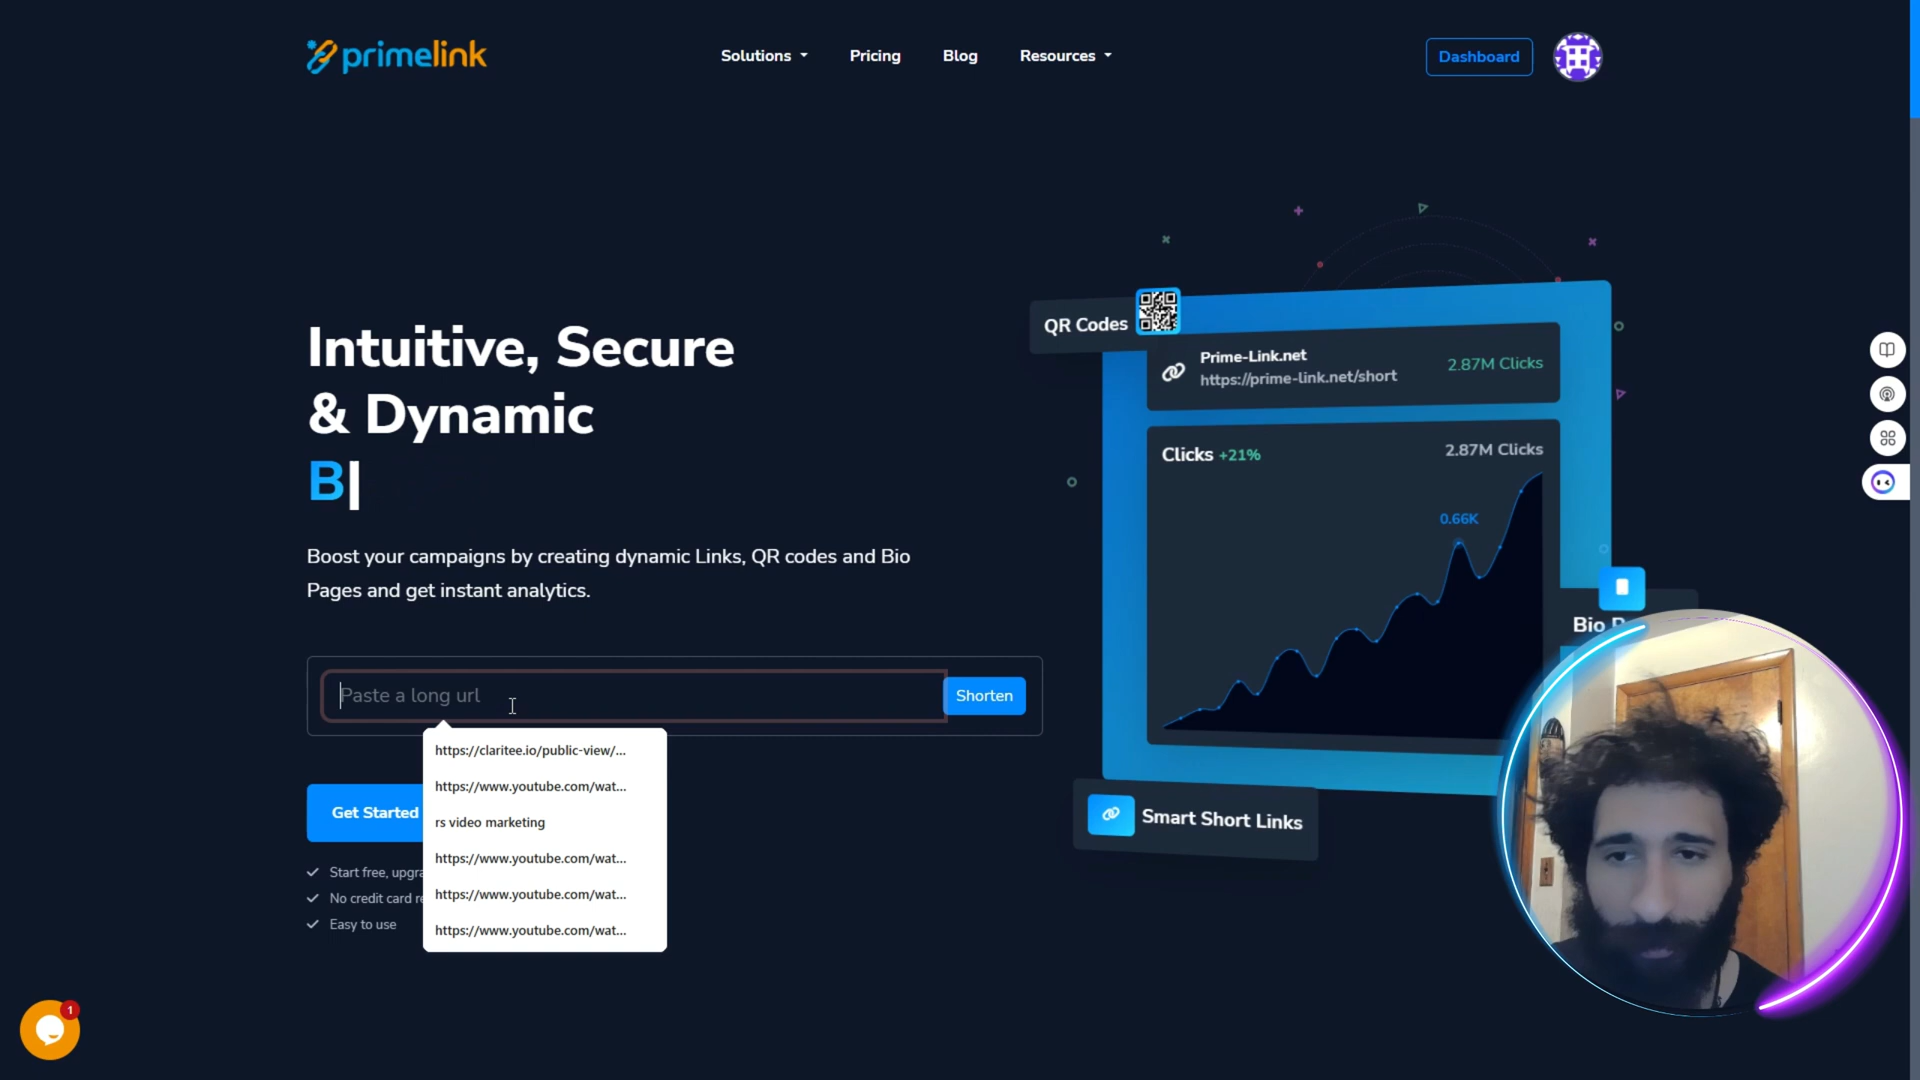 primelink
Solutions
Pricing
Blog
Resources
Dashboard
Intuitive, Secure
& Dynamic
B
Boost your campaigns by creating dynamic Links, QR codes and Bio
Pages and get instant analytics.
Paste a long url
Shorten
https://claritee.io/public-view/...
https://www.youtube.com/wat...
rs video marketing
https://www.youtube.com/wat...
https://www.youtube.com/wat...
https://www.youtube.com/wat...
Get Started
Start free, upgra
No credit card re
Easy to use
1
QR Codes
Prime-Link.net
https://prime-link.net/short
2.87M Clicks
Clicks +21%
2.87M Clicks
0.66K
Bio P
Smart Short Links